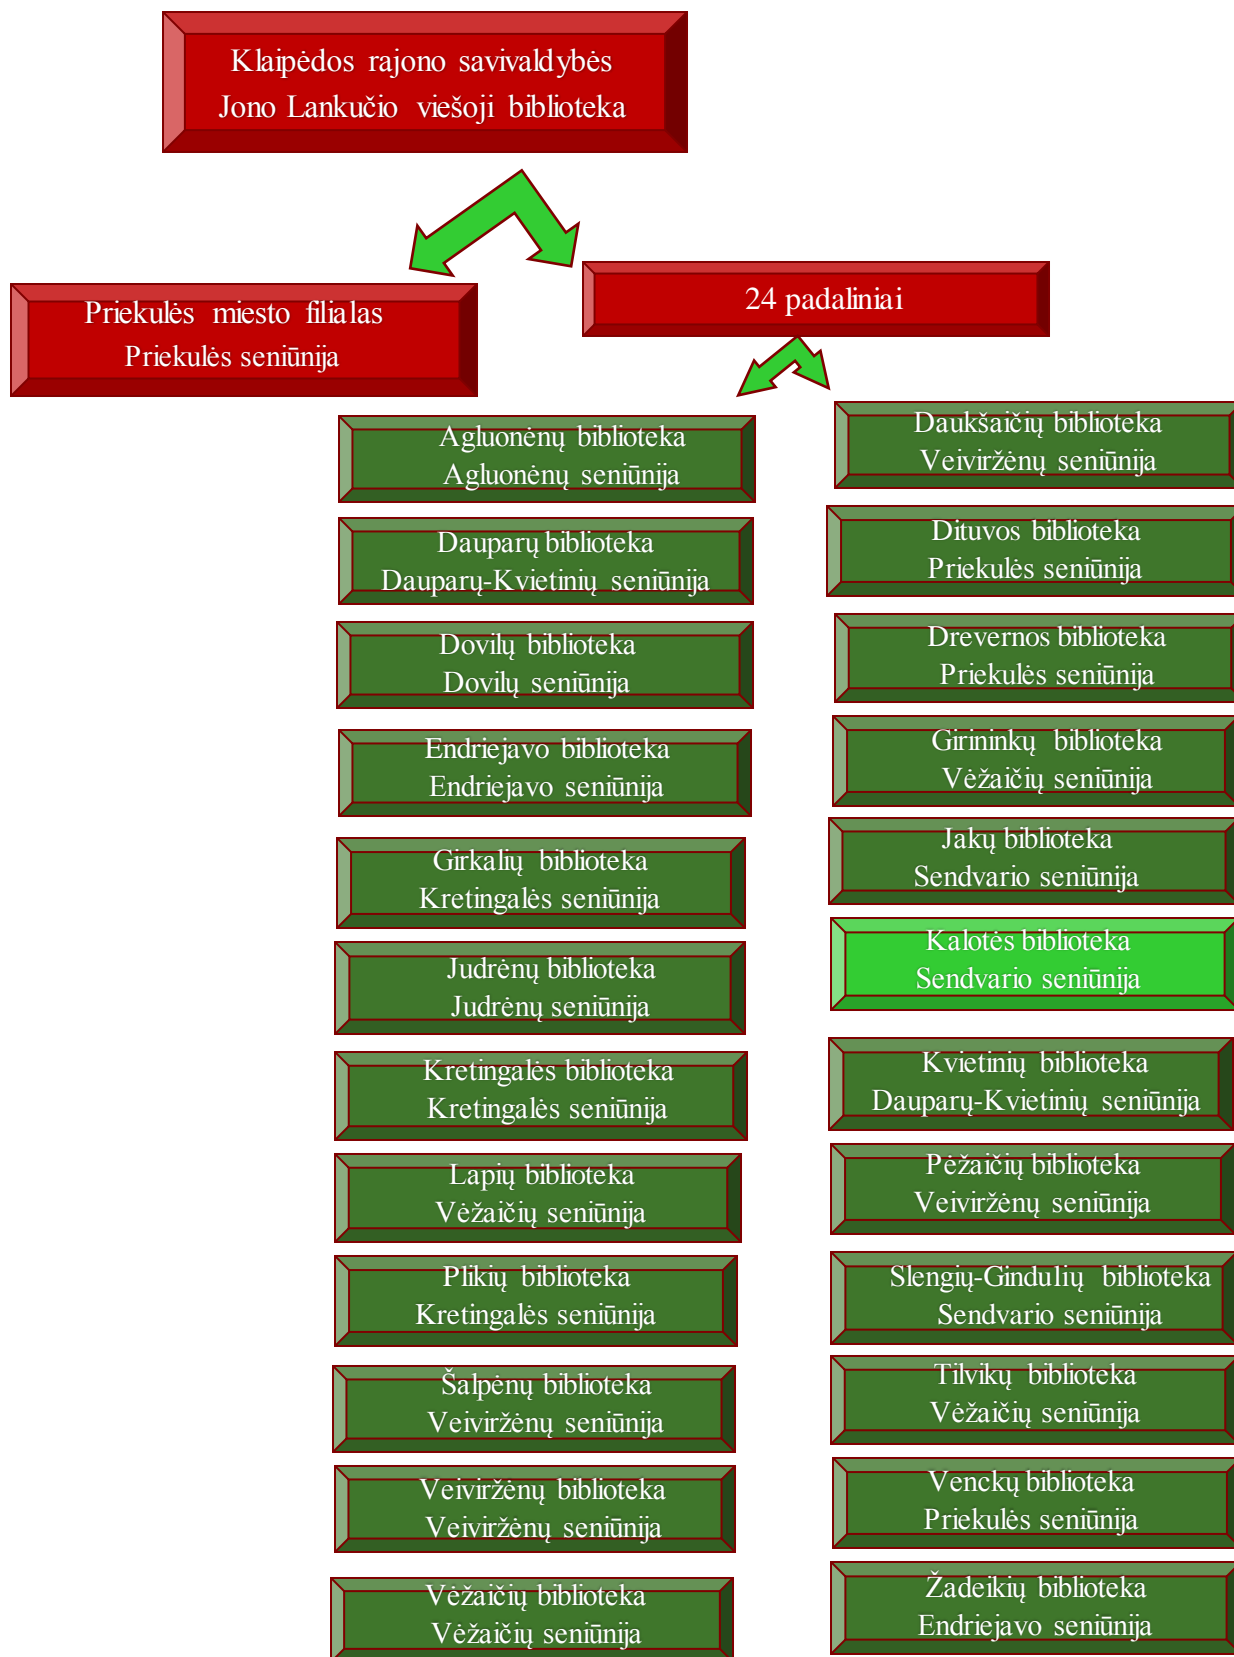 Klaipėdos rajono savivaldybės
Jono Lankučio viešoji biblioteka
Priekulės miesto filialas
Priekulės seniūnija
24 padaliniai
Agluonėnų biblioteka
Agluonėnų seniūnija
Dauparų biblioteka
Dauparų-Kvietinių seniūnija
Dovilų biblioteka
Dovilų seniūnija
Endriejavo biblioteka
Endriejavo seniūnija
Girkalių biblioteka
Kretingalės seniūnija
Judrėnų biblioteka
Judrėnų seniūnija
Kretingalės biblioteka
Kretingalės seniūnija
Lapių biblioteka
Vėžaičių seniūnija
Plikių biblioteka
Kretingalės seniūnija
Šalpėnų biblioteka
Veiviržėnų seniūnija
Veiviržėnų biblioteka
Veiviržėnų seniūnija
Vėžaičių biblioteka
Vėžaičių seniūnija
Daukšaičių biblioteka
Veiviržėnų seniūnija
Dituvos biblioteka
Priekulės seniūnija
Drevernos biblioteka
Priekulės seniūnija
Girininkų biblioteka
Vėžaičių seniūnija
Jakų biblioteka
Sendvario seniūnija
Kalotės biblioteka
Sendvario seniūnija
Kvietinių biblioteka
Dauparų-Kvietinių seniūnija
Pėžaičių biblioteka
Veiviržėnų seniūnija
Slengių-Gindulių biblioteka
Sendvario seniūnija
Tilvikų biblioteka
Vėžaičių seniūnija
Venckų biblioteka
Priekulės seniūnija
Žadeikių biblioteka
Endriejavo seniūnija